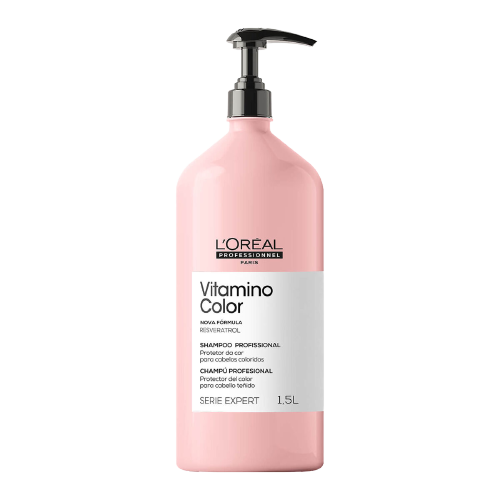 L'ORÉAL
PROFESSIONNEL
PARIS
Vitamino
Color
NOVA FÓRMULA
RESVERATROL
SHAMPOO PROFISSIONAL
Protetor da cor
para cabelos coloridos
CHAMPÚ PROFESIONAL
Protector del color
para cabello teñido
SERIE EXPERT 1.5L